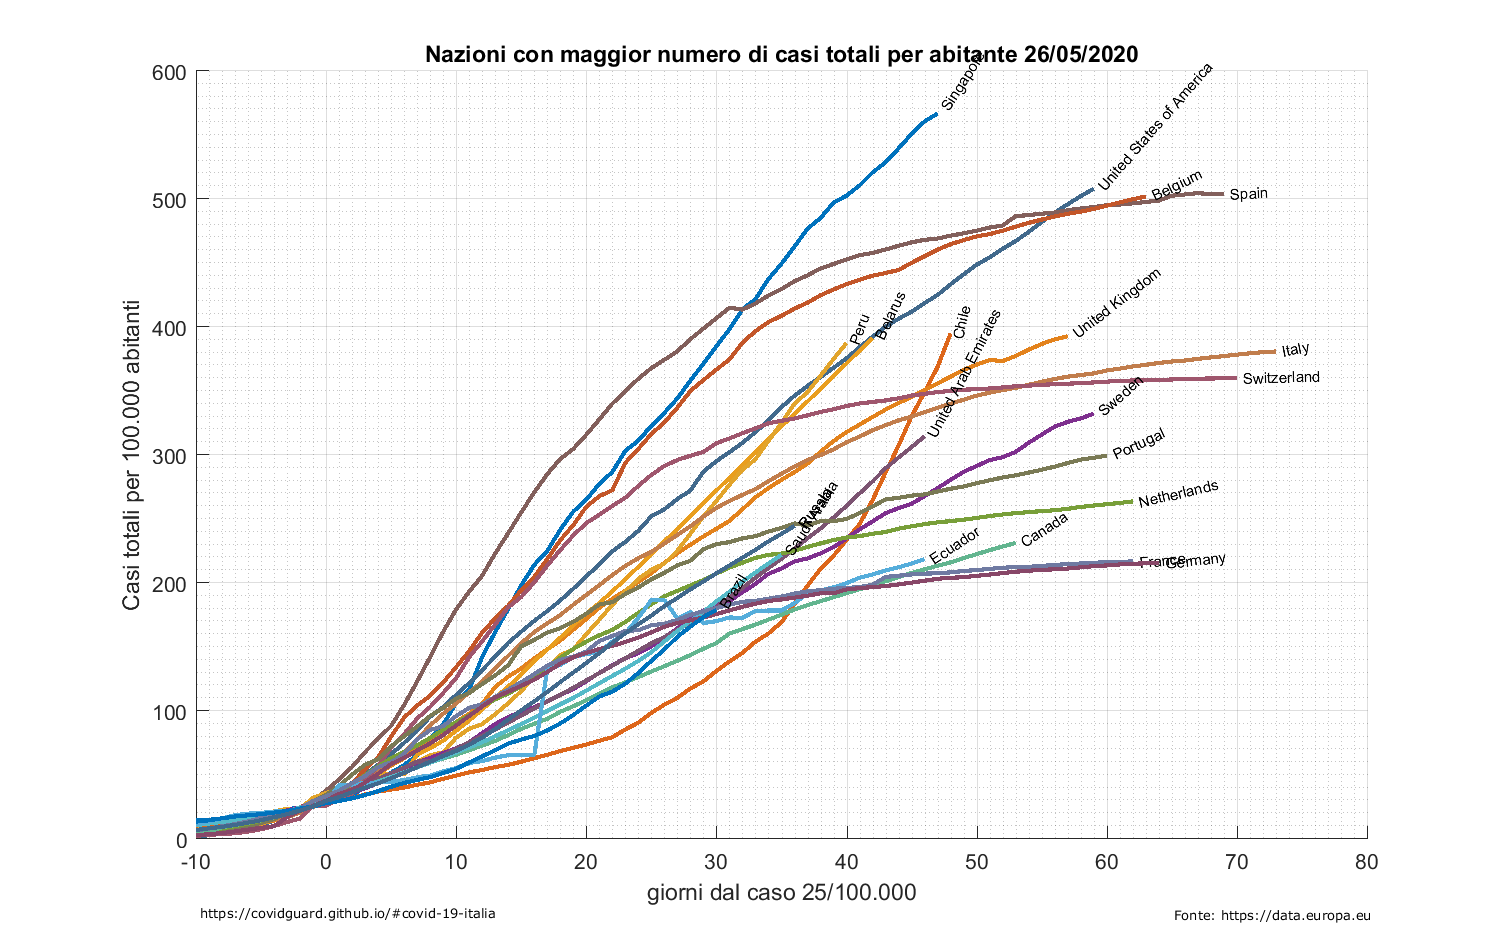 Nazioni con maggior numero di casi totali per abitante 26/05/2020
600
500
400
300
200
100
0
Casi totali per 100.000 abitanti
-10
0
10
20
30
40
50
60
70
80
giorni dal caso 25/100.000
Singapore
United States of America
Belgium
Spain
Peru
Belarus
Chile
United Arab Emirates
United Kingdom
Italy
Switzerland
Sweden
Portugal
Netherlands
Russia
Saudi Arabia
Brazil
Ecuador
Canada
France
Germany
https://covidguard.github.io/#covid-19-italia
Fonte: https://data.europa.eu